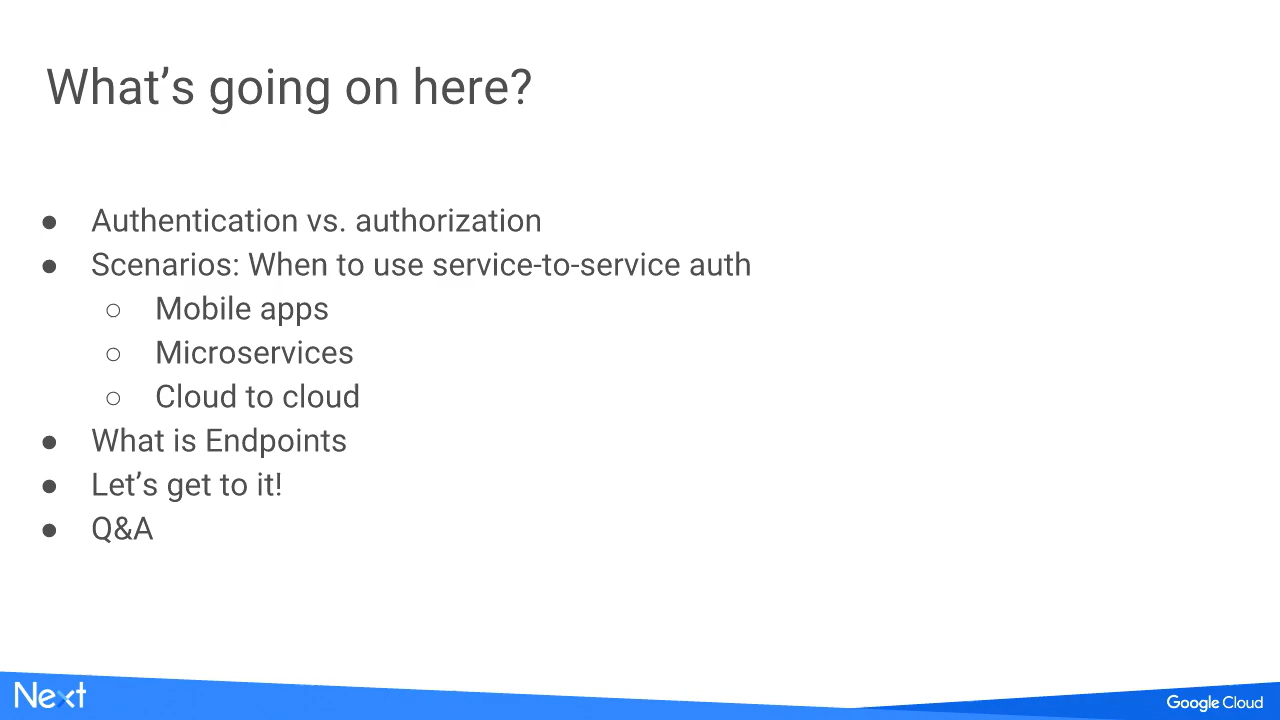 What's going on here?
● Authentication vs. authorization
● Scenarios: When to use service-to-service auth
○ Mobile apps
○ Microservices
○ Cloud to cloud
● What is Endpoints
● Let's get to it!
● Q&A
Next
Google Cloud